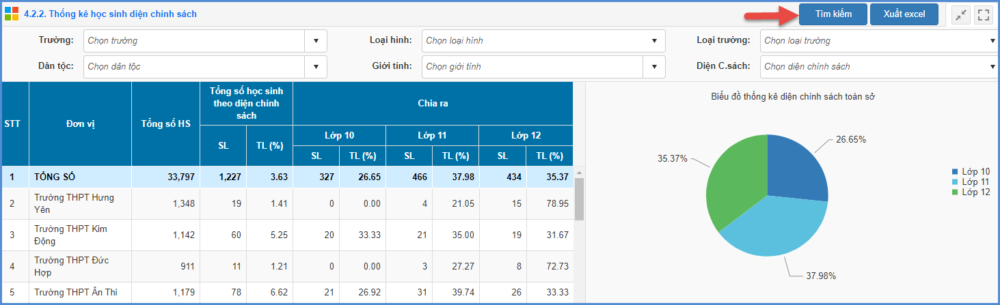 4.2.2. Thống kê học sinh diện chính sách
Tìm kiếm
Xuất excel
Trường: Chọn trường
Loại hình: Chọn loại hình
Loại trường: Chọn loại trường
Dân tộc: Chọn dân tộc
Giới tính: Chọn giới tính
Diện C.sách: Chọn diện chính sách
STT
Đơn vị
Tổng số HS
Tổng số học sinh
theo diện chính
sách
Chia ra
SL
TL (%)
Lớp 10
Lớp 11
Lớp 12
SL TL (%) SL TL (%) SL TL (%)
1 TỔNG SỐ 33,797 1,227 3.63 327 26.65 466 37.98 434 35.37
2 Trường THPT Hưng
Yên 1,348 19 1.41 0 0.00 4 21.05 15 78.95
3 Trường THPT Kim
Động 1,142 60 5.25 20 33.33 21 35.00 19 31.67
4 Trường THPT Đức
Hợp 911 11 1.21 0 0.00 3 27.27 8 72.73
5 Trường THPT Ân Thi 1,179 78 6.62 21 26.92 31 39.74 26 33.33
Biểu đồ thống kê diện chính sách toàn sở
26.65%
35.37%
37.98%
Lớp 10
Lớp 11
Lớp 12